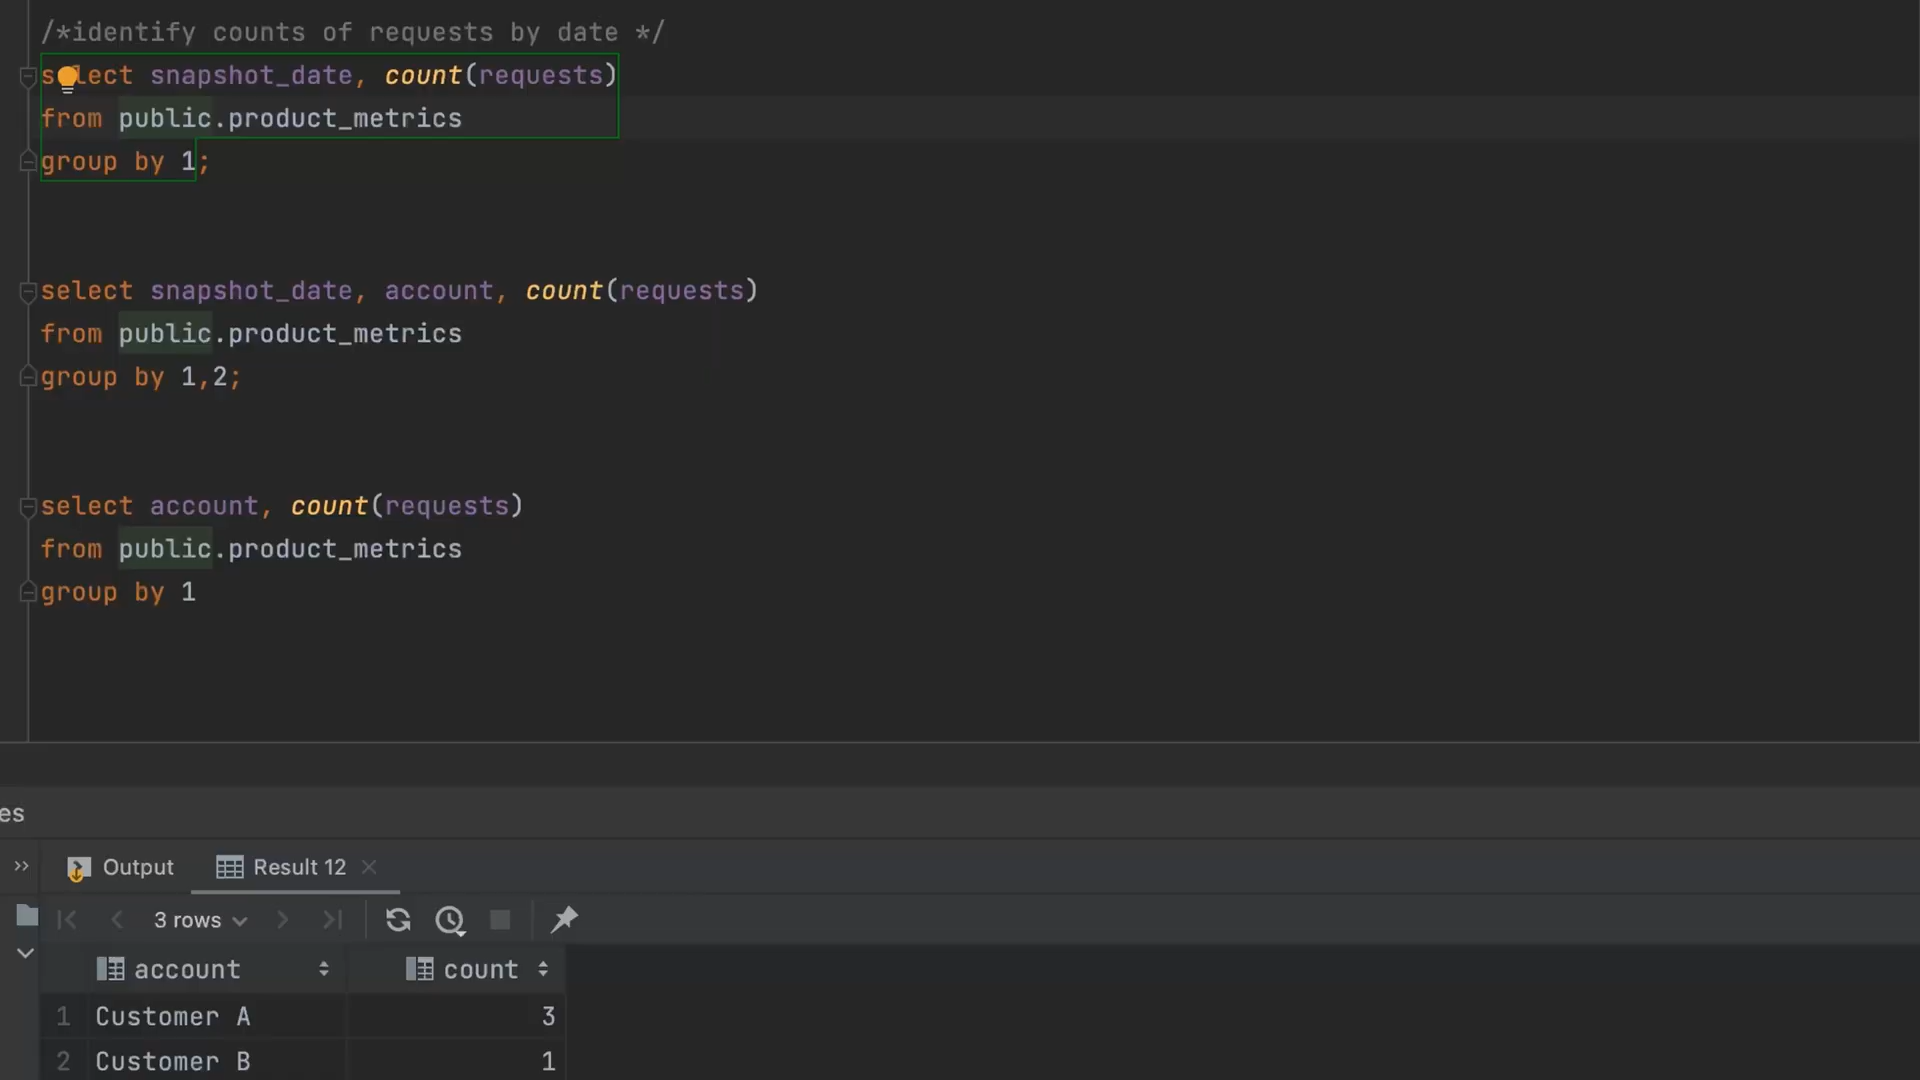 /*identify counts of requests by date */
select snapshot_date, count(requests)
from public.product_metrics
group by 1;
select snapshot_date, account, count(requests)
from public.product_metrics
group by 1,2;
select account, count(requests)
from public.product_metrics
group by 1
es
Output Result 12
3 rows
account count
1 Customer A 3
2 Customer B 1